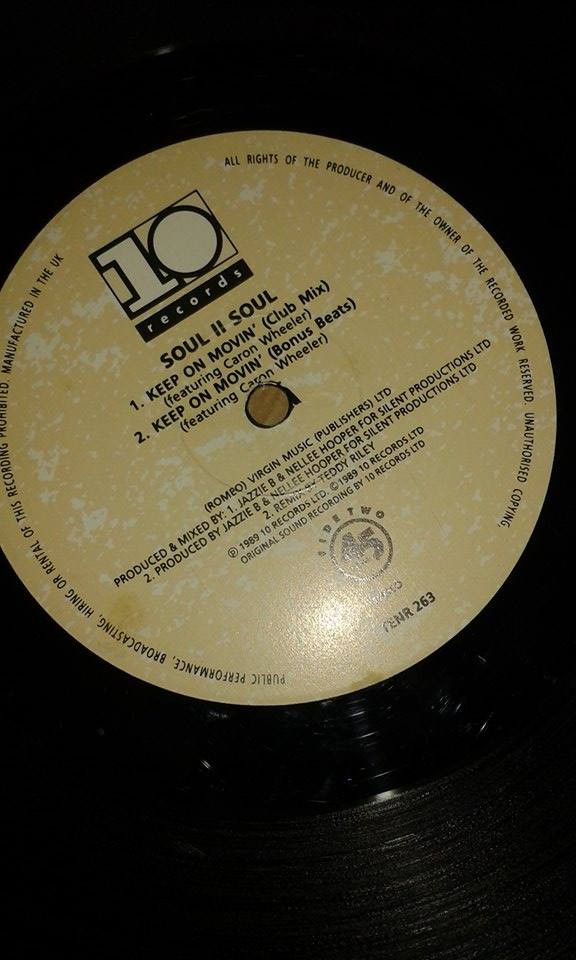 10
records
SOUL II SOUL
1. KEEP ON MOVIN' (Club Mix)
(featuring Caron Wheeler)
2. KEEP ON MOVIN' (Bonus Beats)
(featuring Caron Wheeler)
(ROMEO) VIRGIN MUSIC (PUBLISHERS) LTD
PRODUCED & MIXED BY: 1. JAZZIE B & NELLEE HOOPER FOR SILENT PRODUCTIONS LTD
2. PRODUCED BY JAZZIE B & NELLEE HOOPER FOR SILENT PRODUCTIONS LTD
2. REMIX BY TEDDY RILEY
℗ 1989 10 RECORDS LTD. © 1989 10 RECORDS LTD
ORIGINAL SOUND RECORDING BY 10 RECORDS LTD
SIDE TWO
TENR 263
ALL RIGHTS OF THE PRODUCER AND OF THE OWNER OF THE RECORDED WORK RESERVED. UNAUTHORISED COPYING,
PUBLIC PERFORMANCE, BROADCASTING, HIRING OR RENTAL OF THIS RECORDING PROHIBITED. MANUFACTURED IN THE UK